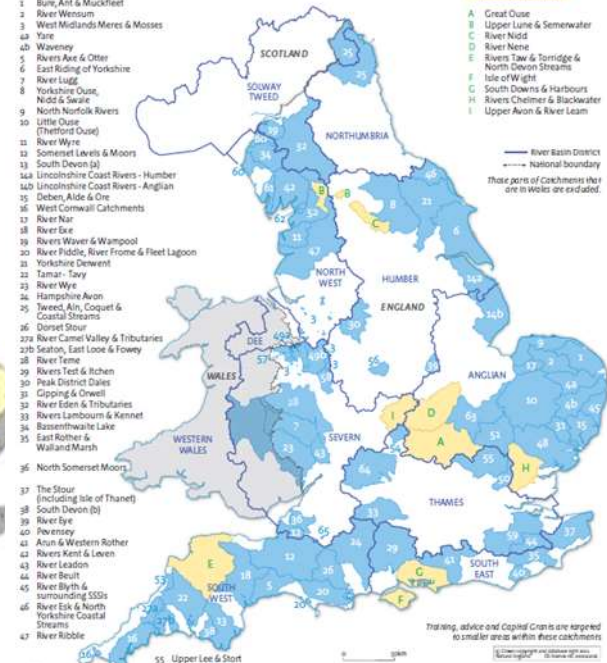 1 Bure, Ant & Muckfleet
2 River Wensum
3 West Midlands Meres & Mosses
4a Yare
4b Waveney
5 Rivers Axe & Otter
6 East Riding of Yorkshire
7 River Lugg
8 Yorkshire Ouse,
Nidd & Swale
9 North Norfolk Rivers
10 Little Ouse
(Thetford Ouse)
11 River Wyre
12 Somerset Levels & Moors
13 South Devon (a)
14a Lincolnshire Coast Rivers - Humber
14b Lincolnshire Coast Rivers - Anglian
15 Deben, Alde & Ore
16 West Cornwall Catchments
17 River Nar
18 River Exe
19 Rivers Waver & Wampool
20 River Piddle, River Frome & Fleet Lagoon
21 Yorkshire Derwent
22 Tamar - Tavy
23 River Wye
24 Hampshire Avon
25 Tweed, Aln, Coquet &
Coastal Streams
26 Dorset Stour
27a River Camel Valley & Tributaries
27b Seaton, East Looe & Fowey
28 River Teme
29 Rivers Test & Itchen
30 Peak District Dales
31 Gipping & Orwell
32 River Eden & Tributaries
33 Rivers Lambourn & Kennet
34 Bassenthwaite Lake
35 East Rother &
Walland Marsh
36 North Somerset Moors
37 The Stour
(including Isle of Thanet)
38 South Devon (b)
39 River Eye
40 Pevensey
41 Arun & Western Rother
42 Rivers Kent & Leven
43 River Leadon
44 River Beult
45 River Blyth &
surrounding SSSIs
46 River Esk & North
Yorkshire Coastal
Streams
47 River Ribble
55 Upper Lee & Stort
A Great Ouse
B Upper Lune & Semerwater
C River Nidd
D River Nene
E Rivers Taw & Torridge &
North Devon Streams
F Isle of Wight
G South Downs & Harbours
H Rivers Chelmer & Blackwater
I Upper Avon & River Leam
River Basin District
National boundary
Those parts of Catchments that
are in Wales are excluded.
SCOTLAND
SOLWAY
TWEED
NORTHUMBRIA
NORTH
WEST
HUMBER
ENGLAND
DEE
WALES
ANGLIAN
WESTERN
WALES
SEVERN
THAMES
SOUTH
WEST
SOUTH
EAST
Training, advice and Capital Grants are targeted
to smaller areas within these catchments